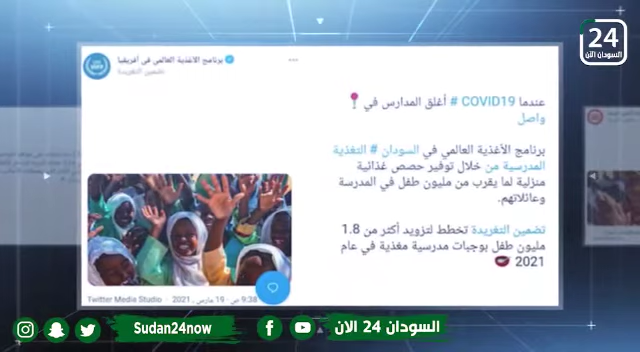 24
السودان الآن
برنامج الأغذية العالمي في أفريقيا
تضمين التغريدة
عندما COVID19 # أغلق المدارس في
واصل
برنامج الأغذية العالمي في السودان # التغذية
المدرسية من خلال توفير حصص غذائية
منزلية لما يقرب من مليون طفل في المدرسة
وعائلاتهم.
تضمين التغريدة تخطط لتزويد أكثر من 1.8
مليون طفل بوجبات مدرسية مغذية في عام
2021
9:38 ص · 19 مارس , 2021 · Twitter Media Studio
Sudan24now
السودان 24 الان